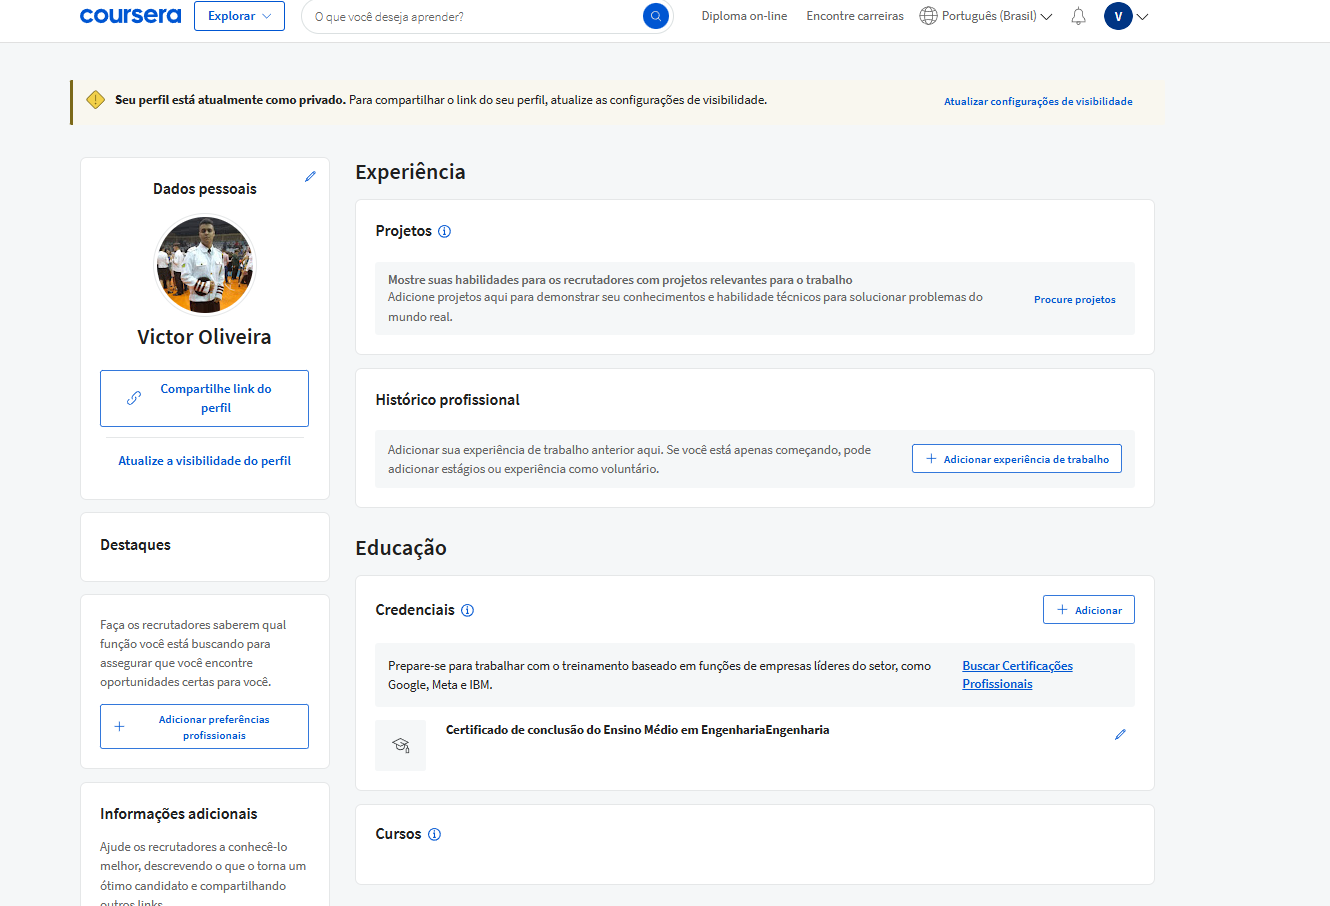 coursera
Explorar
O que você deseja aprender?
Diploma on-line
Encontre carreiras
Português (Brasil)
V
Seu perfil está atualmente como privado. Para compartilhar o link do seu perfil, atualize as configurações de visibilidade.
Atualizar configurações de visibilidade
Dados pessoais
Victor Oliveira
Compartilhe link do
perfil
Atualize a visibilidade do perfil
Destaques
Faça os recrutadores saberem qual
função você está buscando para
assegurar que você encontre
oportunidades certas para você.
Adicionar preferências
profissionais
Informações adicionais
Ajude os recrutadores a conhecê-lo
melhor, descrevendo o que o torna um
ótimo candidato e compartilhando
outros links.
Experiência
Projetos
Mostre suas habilidades para os recrutadores com projetos relevantes para o trabalho
Adicione projetos aqui para demonstrar seu conhecimentos e habilidade técnicos para solucionar problemas do
mundo real.
Procure projetos
Histórico profissional
Adicionar sua experiência de trabalho anterior aqui. Se você está apenas começando, pode
adicionar estágios ou experiência como voluntário.
Adicionar experiência de trabalho
Educação
Credenciais
Adicionar
Prepare-se para trabalhar com o treinamento baseado em funções de empresas líderes do setor, como
Google, Meta e IBM.
Buscar Certificações
Profissionais
Certificado de conclusão do Ensino Médio em EngenhariaEngenharia
Cursos